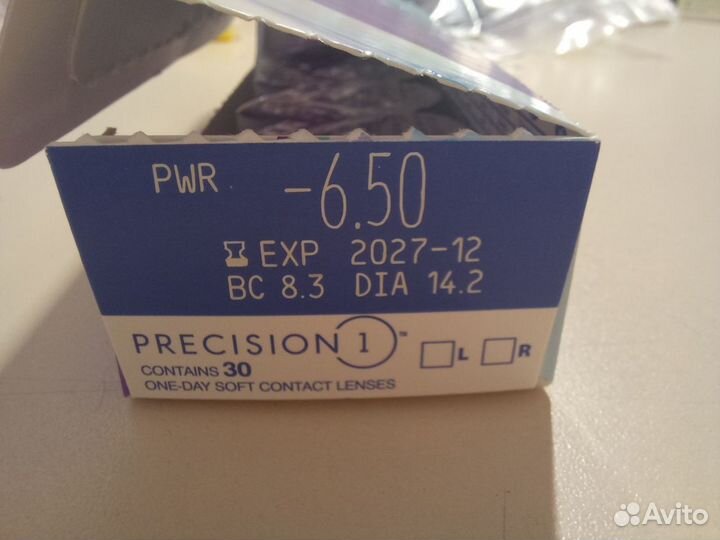 PWR -6.50
EXP 2027-12
BC 8.3 DIA 14.2
PRECISION 1™
L R
CONTAINS 30
ONE-DAY SOFT CONTACT LENSES
Avito